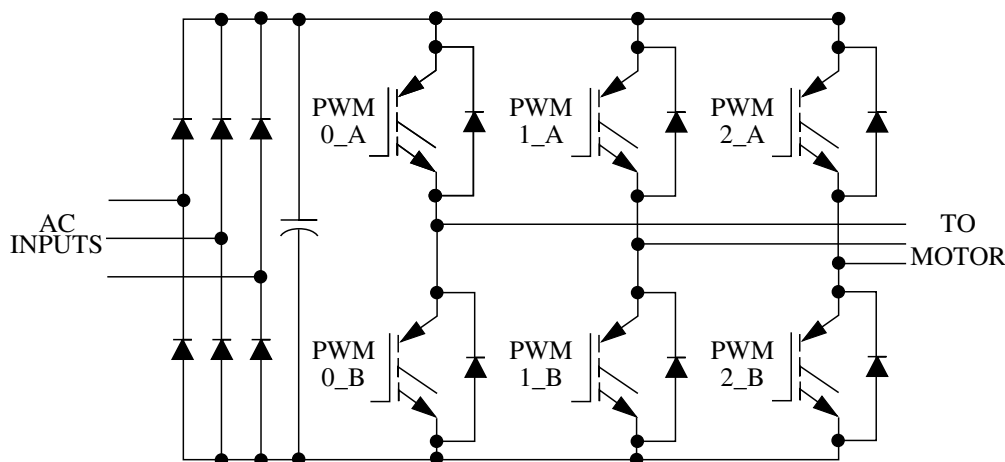 PWM
0_A
PWM
1_A
PWM
2_A
AC
INPUTS
TO
MOTOR
PWM
0_B
PWM
1_B
PWM
2_B